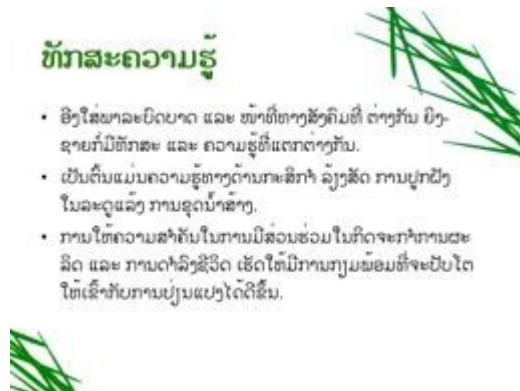 ທັກສະຄວາມຮູ້
• ອີງໃສ່ພາລະບົດບາດ ແລະ ໜ້າທີ່ທາງສັງຄົມທີ່ ຕ່າງກັນ ຍິງ-
ຊາຍກໍ່ມີທັກສະ ແລະ ຄວາມຮູ້ທີ່ແຕກຕ່າງກັນ.
• ເປັນຕົ້ນແມ່ນຄວາມຮູ້ທາງດ້ານກະສິກຳ ລ້ຽງສັດ ການປູກຝັງ
ໃນລະດູແລ້ງ ການຂຸດນ້ຳສ້າງ.
• ການໃຫ້ຄວາມສຳຄັນໃນການມີສ່ວນຮ່ວມໃນກິດຈະກຳການຜະ
ລິດ ແລະ ການດຳລົງຊີວິດ ເຮັດໃຫ້ມີການກຽມພ້ອມທີ່ຈະປັບໂຕ
ໃຫ້ເຂົ້າກັບການປ່ຽນແປງໄດ້ດີຂຶ້ນ.